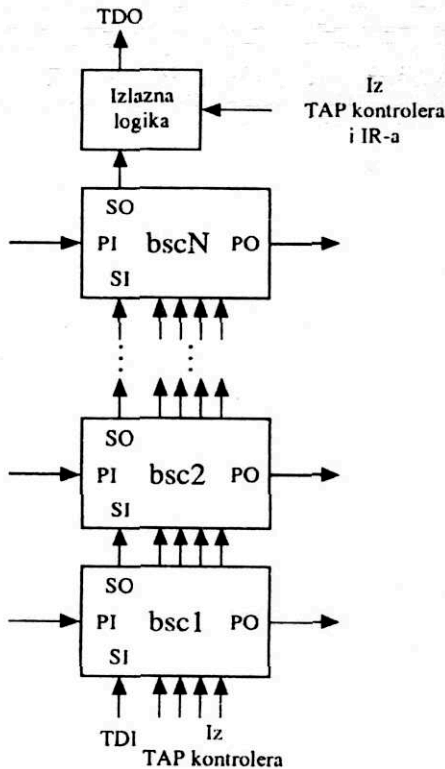 TDO
Izlazna
logika
Iz
TAP kontrolera
i IR-a
SO
PI bscN PO
SI
SO
PI bsc2 PO
SI
SO
PI bsc1 PO
SI
TDI
Iz
TAP kontrolera